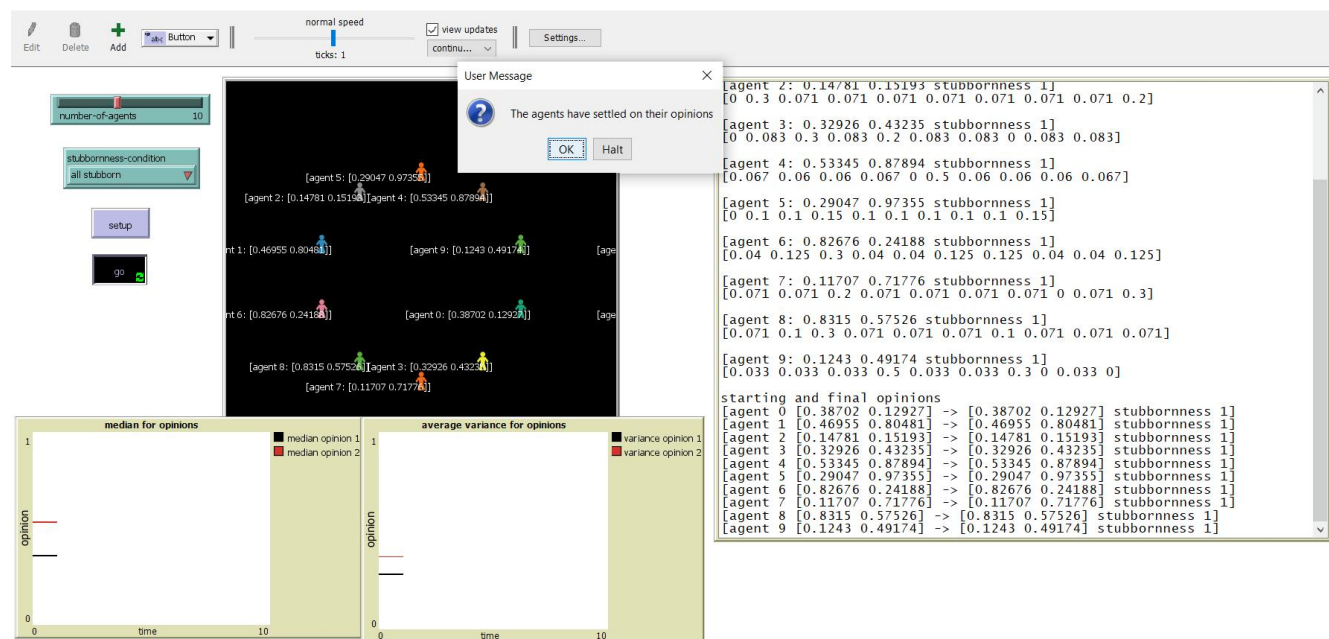 normal speed
view updates
Edit
Delete
Add
abc
Button
ticks: 1
continu...
Settings...
User Message
The agents have settled on their opinions
OK
Halt
number-of-agents 10
stubbornness-condition
all stubborn
setup
go
[agent 5: [0.29047 0.97355]]
[agent 2: [0.14781 0.15193]]
[agent 4: [0.53345 0.87894]]
nt 1: [0.46955 0.80481]]
[agent 9: [0.1243 0.49174]]
[age
nt 6: [0.82676 0.24188]]
[agent 0: [0.38702 0.12927]]
[age
[agent 8: [0.8315 0.57526]]
[agent 3: [0.32926 0.43235]]
[agent 7: [0.11707 0.71776]]
[agent 2: 0.14781 0.15193 stubbornness 1]
[0 0.3 0.071 0.071 0.071 0.071 0.071 0.071 0.071 0.2]
[agent 3: 0.32926 0.43235 stubbornness 1]
[0 0.083 0.3 0.083 0.2 0.083 0.083 0 0.083 0.083]
[agent 4: 0.53345 0.87894 stubbornness 1]
[0.067 0.06 0.06 0.067 0 0.5 0.06 0.06 0.06 0.067]
[agent 5: 0.29047 0.97355 stubbornness 1]
[0 0.1 0.1 0.15 0.1 0.1 0.1 0.1 0.1 0.15]
[agent 6: 0.82676 0.24188 stubbornness 1]
[0.04 0.125 0.3 0.04 0.04 0.125 0.125 0.04 0.04 0.125]
[agent 7: 0.11707 0.71776 stubbornness 1]
[0.071 0.071 0.2 0.071 0.071 0.071 0.071 0 0.071 0.3]
[agent 8: 0.8315 0.57526 stubbornness 1]
[0.071 0.1 0.3 0.071 0.071 0.071 0.1 0.071 0.071 0.071]
[agent 9: 0.1243 0.49174 stubbornness 1]
[0.033 0.033 0.033 0.5 0.033 0.033 0.3 0 0.033 0]
starting and final opinions
[agent 0 [0.38702 0.12927] -> [0.38702 0.12927] stubbornness 1]
[agent 1 [0.46955 0.80481] -> [0.46955 0.80481] stubbornness 1]
[agent 2 [0.14781 0.15193] -> [0.14781 0.15193] stubbornness 1]
[agent 3 [0.32926 0.43235] -> [0.32926 0.43235] stubbornness 1]
[agent 4 [0.53345 0.87894] -> [0.53345 0.87894] stubbornness 1]
[agent 5 [0.29047 0.97355] -> [0.29047 0.97355] stubbornness 1]
[agent 6 [0.82676 0.24188] -> [0.82676 0.24188] stubbornness 1]
[agent 7 [0.11707 0.71776] -> [0.11707 0.71776] stubbornness 1]
[agent 8 [0.8315 0.57526] -> [0.8315 0.57526] stubbornness 1]
[agent 9 [0.1243 0.49174] -> [0.1243 0.49174] stubbornness 1]
median for opinions
median opinion 1
median opinion 2
1
opinion
0
0
time
10
average variance for opinions
variance opinion 1
variance opinion 2
1
opinion
0
0
time
10